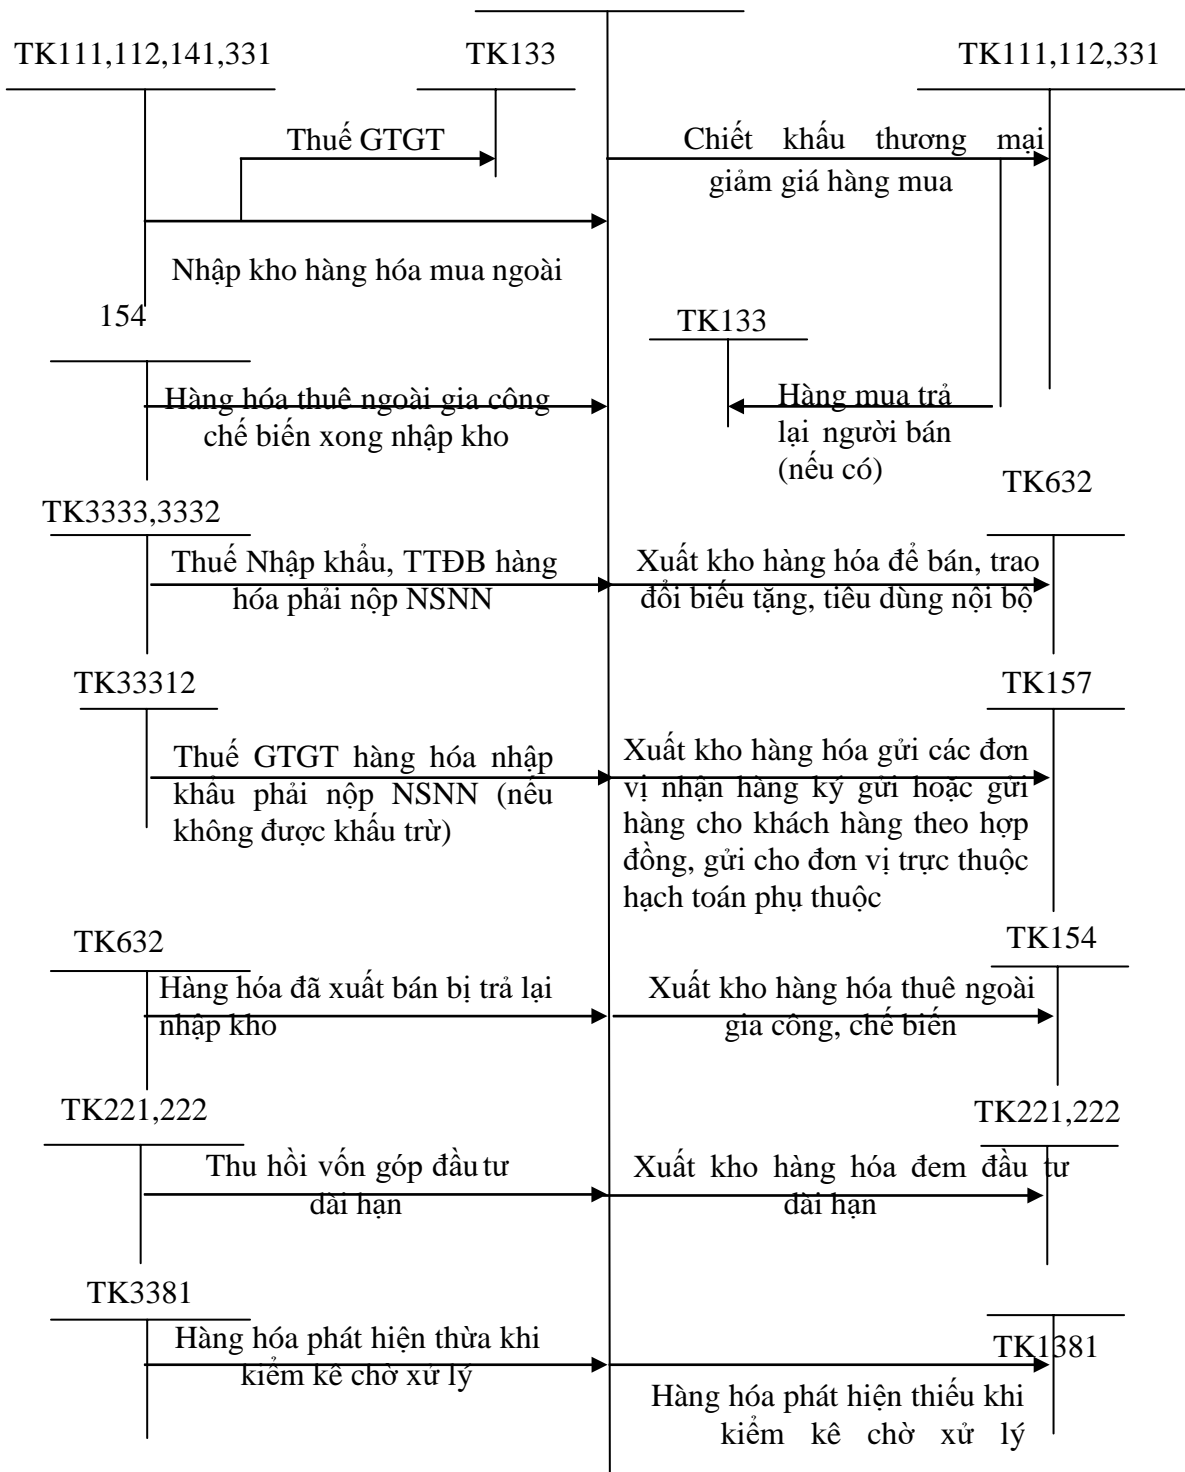 TK111,112,141,331
TK133
TK111,112,331
Thuế GTGT
Chiết khấu thương mại
giảm giá hàng mua
Nhập kho hàng hóa mua ngoài
154
TK133
Hàng hóa thuê ngoài gia công
chế biến xong nhập kho
Hàng mua trả
lại người bán
(nếu có)
TK632
TK3333,3332
Thuế Nhập khẩu, TTĐB hàng
hóa phải nộp NSNN
Xuất kho hàng hóa để bán, trao
đổi biếu tặng, tiêu dùng nội bộ
TK33312
TK157
Thuế GTGT hàng hóa nhập
khẩu phải nộp NSNN (nếu
không được khấu trừ)
Xuất kho hàng hóa gửi các đơn
vị nhận hàng ký gửi hoặc gửi
hàng cho khách hàng theo hợp
đồng, gửi cho đơn vị trực thuộc
hạch toán phụ thuộc
TK632
TK154
Hàng hóa đã xuất bán bị trả lại
nhập kho
Xuất kho hàng hóa thuê ngoài
gia công, chế biến
TK221,222
TK221,222
Thu hồi vốn góp đầu tư
dài hạn
Xuất kho hàng hóa đem đầu tư
dài hạn
TK3381
TK1381
Hàng hóa phát hiện thừa khi
kiểm kê chờ xử lý
Hàng hóa phát hiện thiếu khi
kiểm kê chờ xử lý